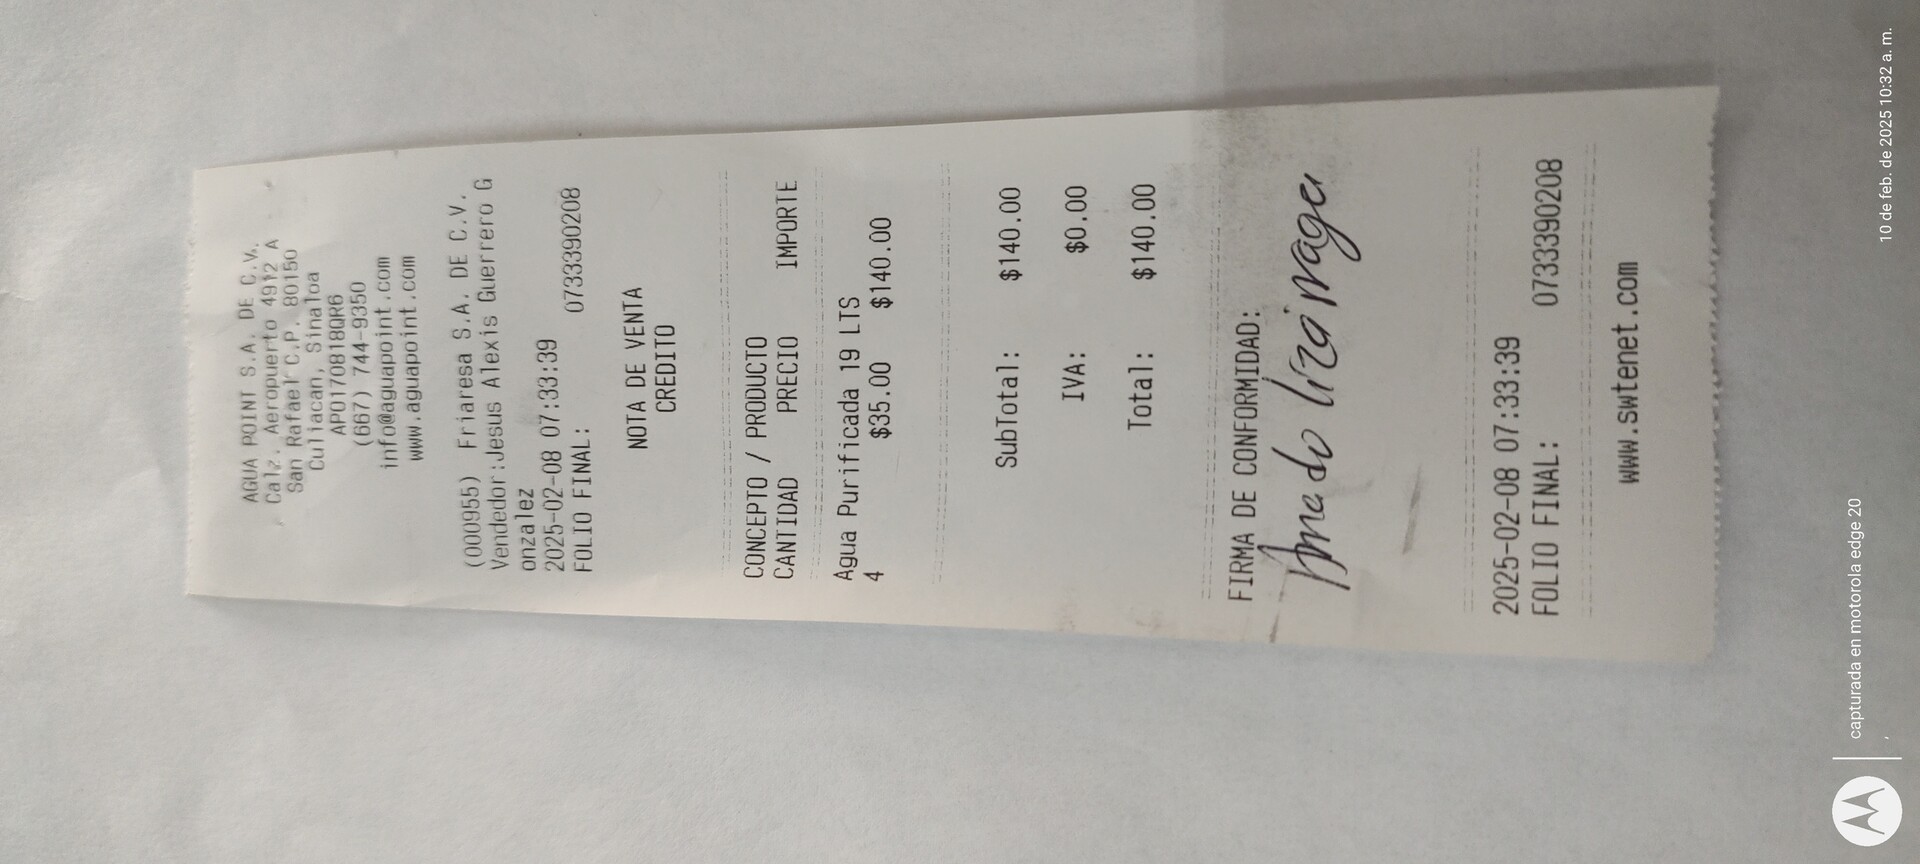 AGUA POINT S.A. DE C.V.
Calz. Aeropuerto 4912 A
San Rafael C.P. 80150
Culiacan, Sinaloa
APO170818QR6
(667) 744-9350
info@aguapoint.com
www.aguapoint.com
(000955) Friaresa S.A. DE C.V.
Vendedor:Jesus Alexis Guerrero G
onzalez
2025-02-08 07:33:39
FOLIO FINAL: 0733390208
NOTA DE VENTA
CREDITO
CONCEPTO / PRODUCTO
CANTIDAD PRECIO IMPORTE
Agua Purificada 19 LTS
4 $35.00 $140.00
SubTotal: $140.00
IVA: $0.00
Total: $140.00
FIRMA DE CONFORMIDAD:
Amado lizarraga
2025-02-08 07:33:39
FOLIO FINAL: 0733390208
www.swtenet.com
capturada en motorola edge 20
10 de feb. de 2025 10:32 a. m.